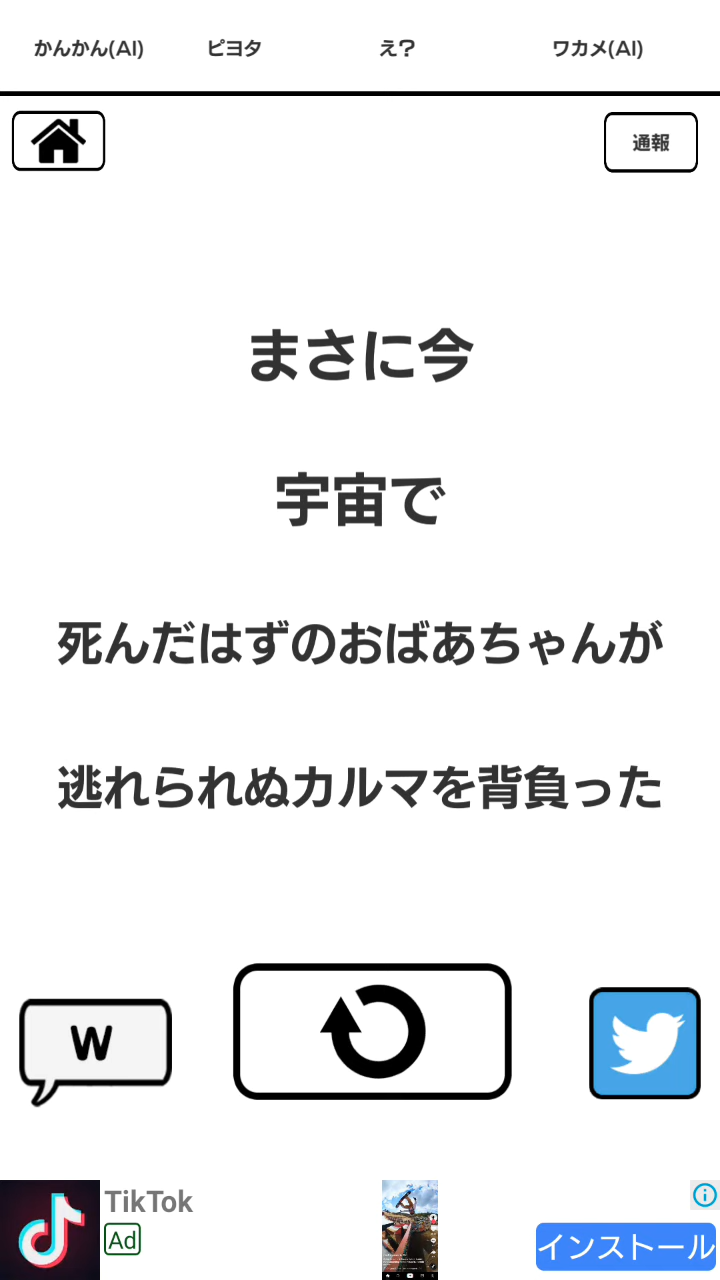 かんかん(AI) ピヨタ え? ワカメ(AI)
通報
まさに今
宇宙で
死んだはずのおばあちゃんが
逃れられぬカルマを背負った
W
TikTok
Ad
インストール